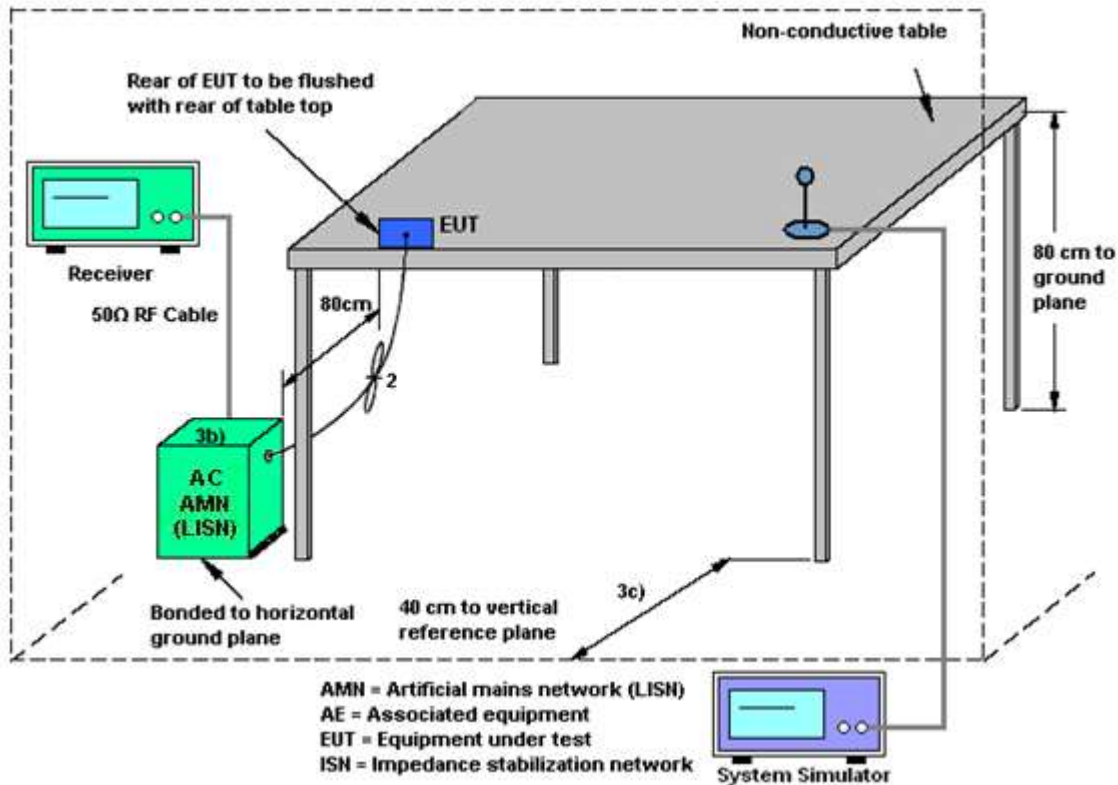 Non-conductive table
Rear of EUT to be flushed
with rear of table top
EUT
Receiver
50Ω RF Cable
80cm
80 cm to
ground
plane
2
3b)
AC
AMN
(LISN)
3c)
Bonded to horizontal
ground plane
40 cm to vertical
reference plane
AMN = Artificial mains network (LISN)
AE = Associated equipment
EUT = Equipment under test
ISN = Impedance stabilization network
System Simulator